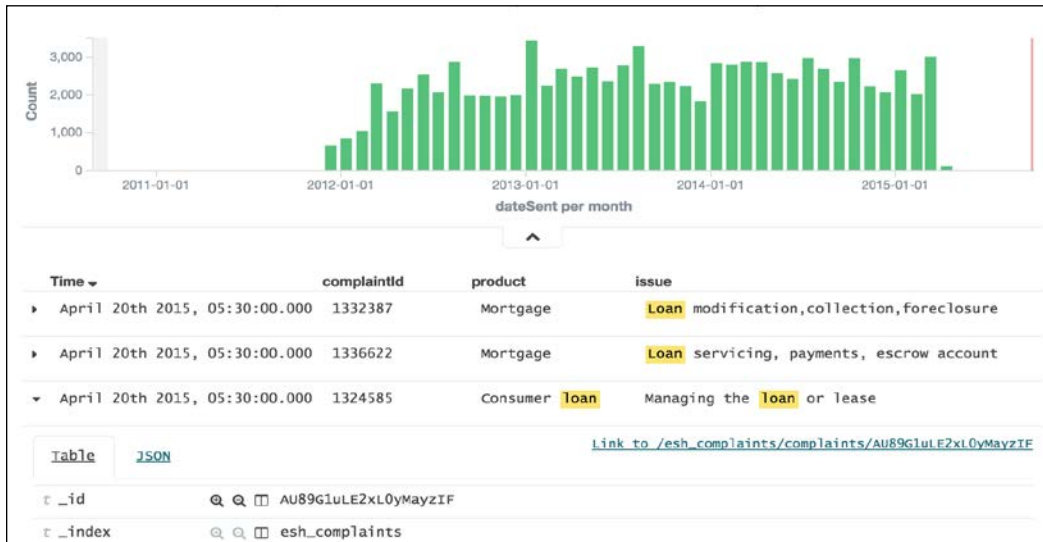 3,000
2,000
1,000
0
Count
2011-01-01 2012-01-01 2013-01-01 2014-01-01 2015-01-01
dateSent per month
Time complaintId product issue
April 20th 2015, 05:30:00.000 1332387 Mortgage Loan modification,collection,foreclosure
April 20th 2015, 05:30:00.000 1336622 Mortgage Loan servicing, payments, escrow account
April 20th 2015, 05:30:00.000 1324585 Consumer loan Managing the loan or lease
Table JSON Link to /esh_complaints/complaints/AU89G1uLE2xL0yMayzIF
t _id AU89G1uLE2xL0yMayzIF
t _index esh_complaints